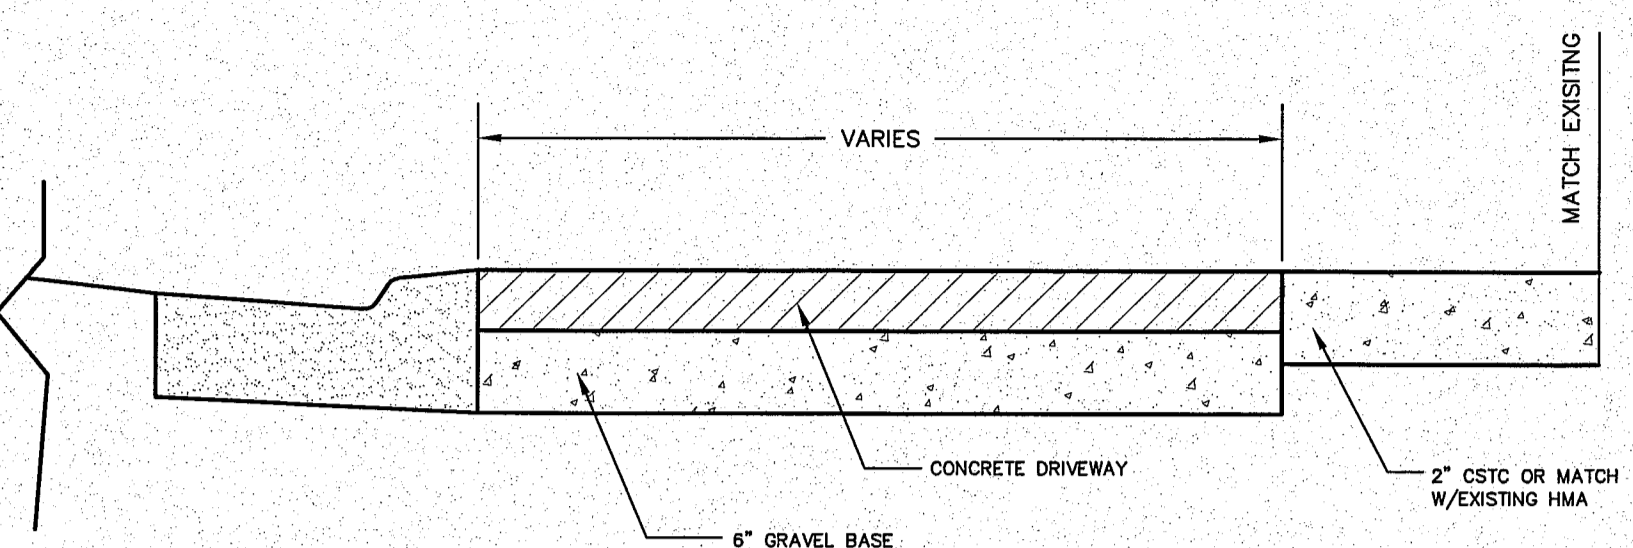 MATCH EXISITNG
VARIES
CONCRETE DRIVEWAY
2" CSTC OR MATCH
W/EXISTING HMA
6" GRAVEL BASE